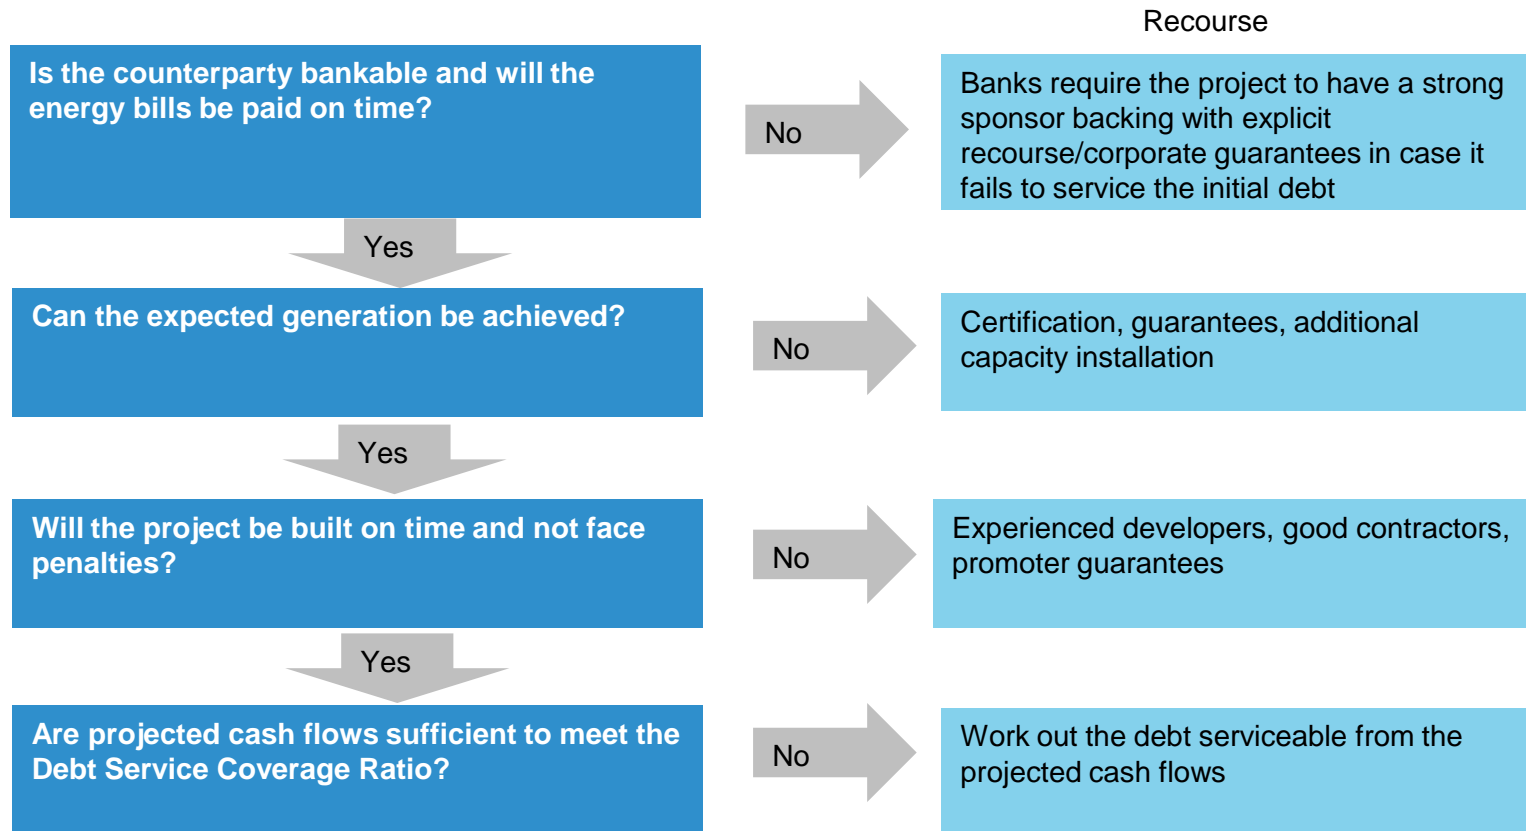 Recourse
Is the counterparty bankable and will the
energy bills be paid on time?
No
Banks require the project to have a strong
sponsor backing with explicit
recourse/corporate guarantees in case it
fails to service the initial debt
Yes
Can the expected generation be achieved?
No
Certification, guarantees, additional
capacity installation
Yes
Will the project be built on time and not face
penalties?
No
Experienced developers, good contractors,
promoter guarantees
Yes
Are projected cash flows sufficient to meet the
Debt Service Coverage Ratio?
No
Work out the debt serviceable from the
projected cash flows